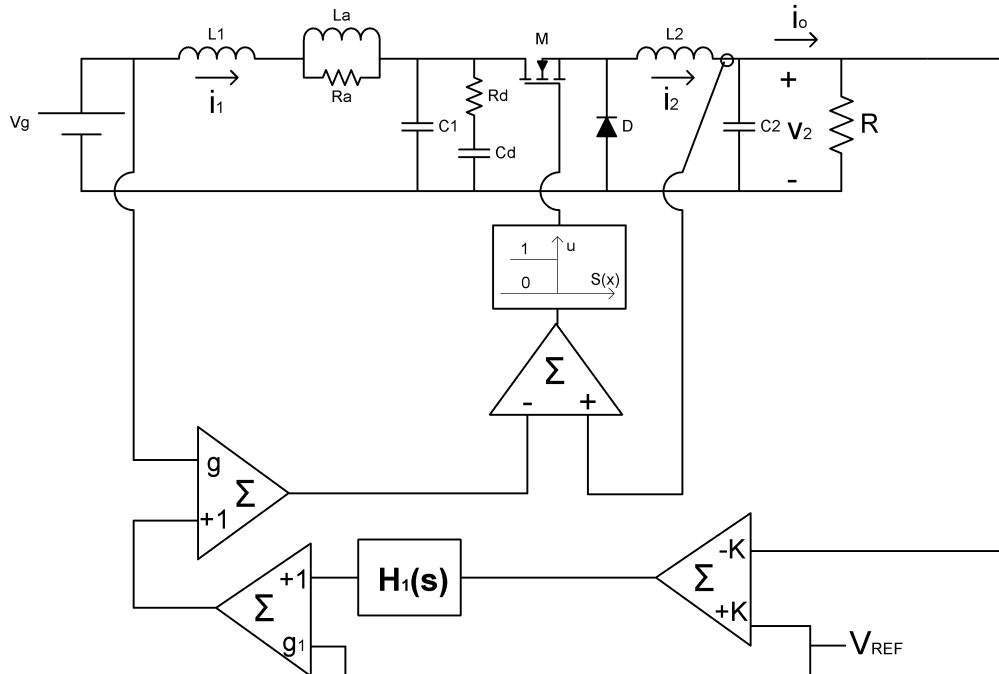 La
L1
Ra
i1
Vg
M
L2
io
i2
Rd
C1
Cd
D
C2
+
v2
-
R
1
u
0
S(x)
Σ
- +
g
Σ
+1
+1
Σ
g1
H1(s)
-K
Σ
+K
VREF